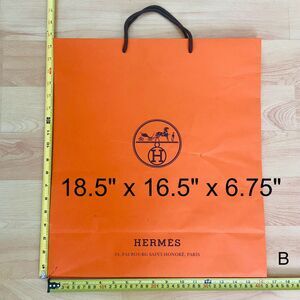 H
18.5" x 16.5" x 6.75"
HERMES
24, FAUBOURG SAINT HONORÉ, PARIS
B